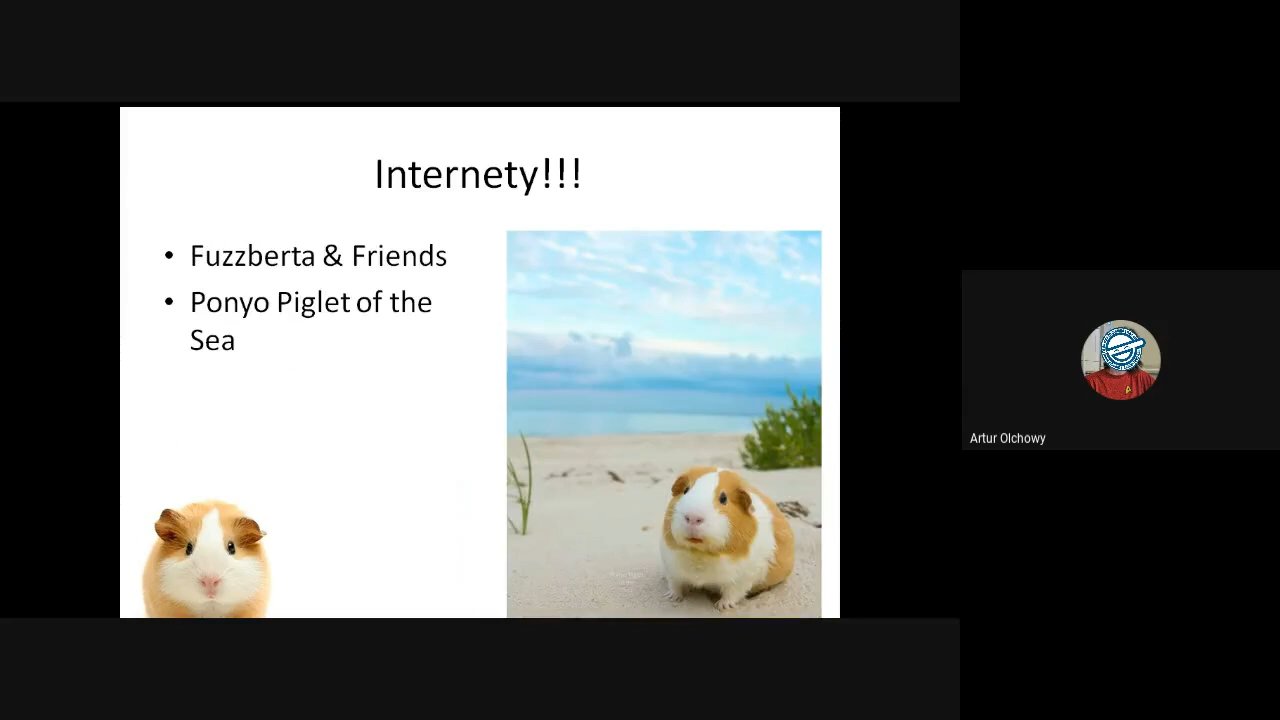 Internety!!!
• Fuzzberta & Friends
• Ponyo Piglet of the
Sea
Artur Olchowy